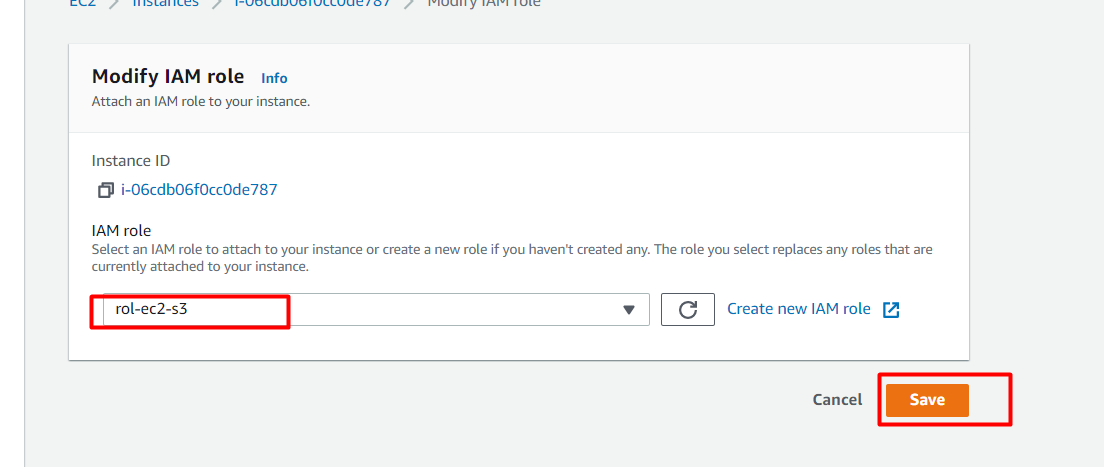 EC2 > Instances > i-06cdb06f0cc0de787 > Modify IAM role
Modify IAM role Info
Attach an IAM role to your instance.
Instance ID
i-06cdb06f0cc0de787
IAM role
Select an IAM role to attach to your instance or create a new role if you haven't created any. The role you select replaces any roles that are
currently attached to your instance.
rol-ec2-s3
Create new IAM role
Cancel
Save